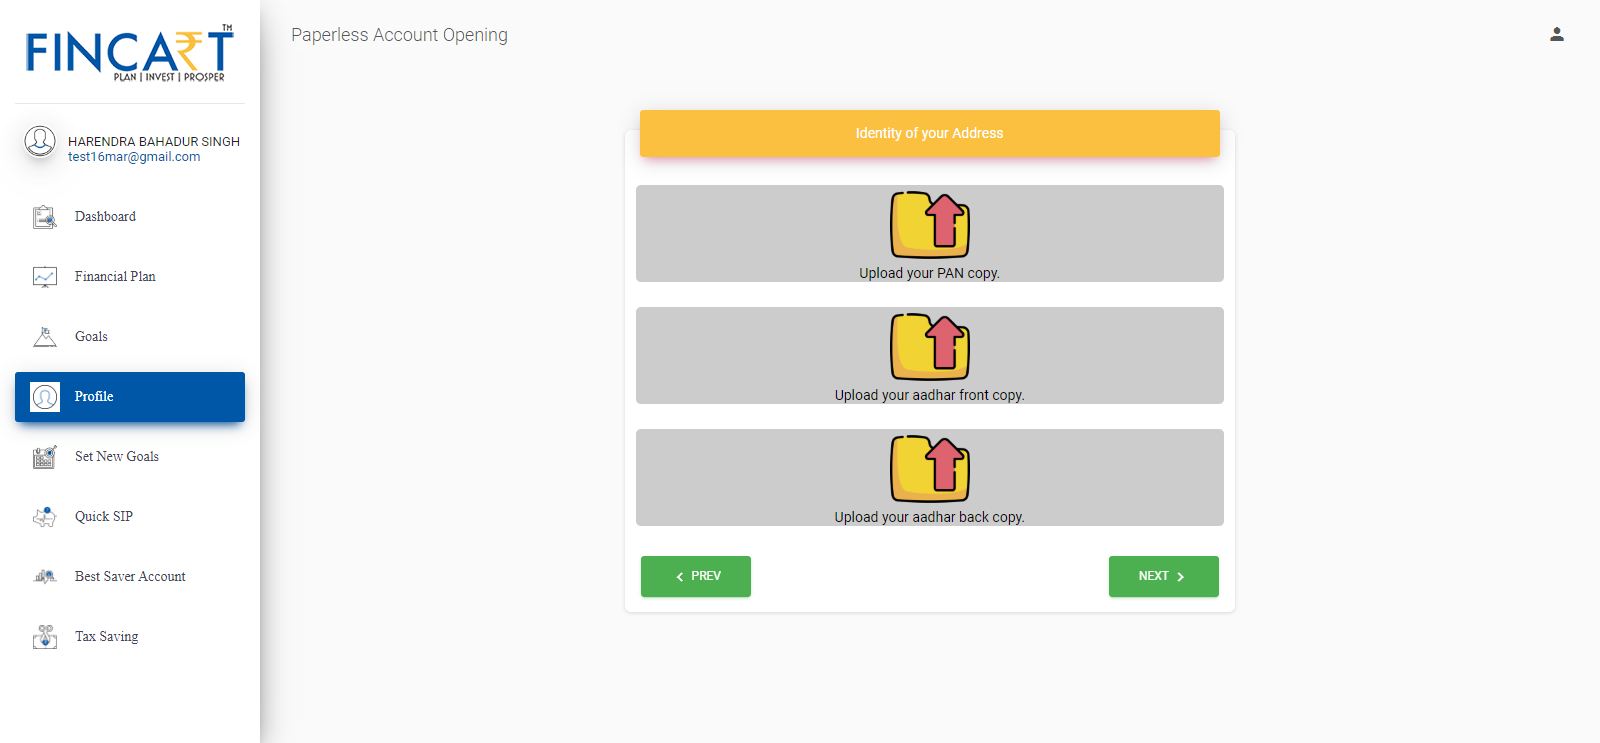 FINCART™
PLAN | INVEST | PROSPER
HARENDRA BAHADUR SINGH
test16mar@gmail.com
Dashboard
Financial Plan
Goals
Profile
Set New Goals
Quick SIP
Best Saver Account
Tax Saving
Paperless Account Opening
Identity of your Address
Upload your PAN copy.
Upload your aadhar front copy.
Upload your aadhar back copy.
PREV
NEXT